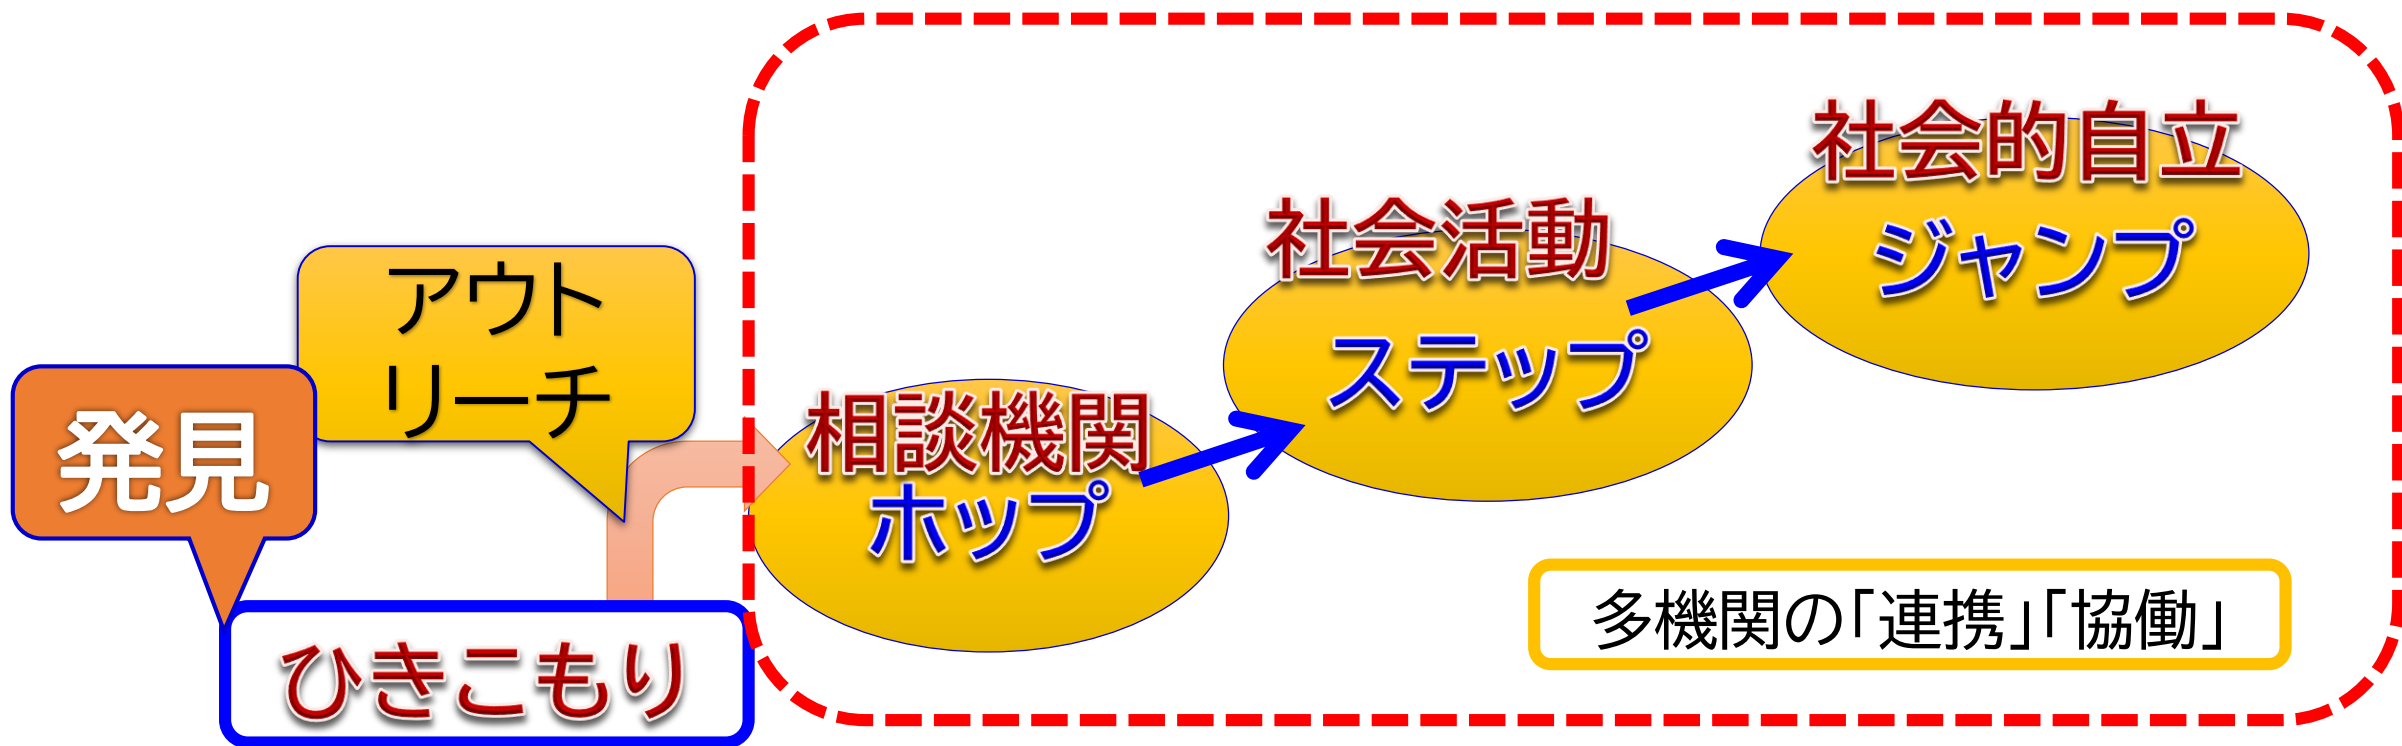 発見
アウト
リーチ
ひきこもり
相談機関
ホップ
社会活動
ステップ
社会的自立
ジャンプ
多機関の｢連携｣｢協働｣